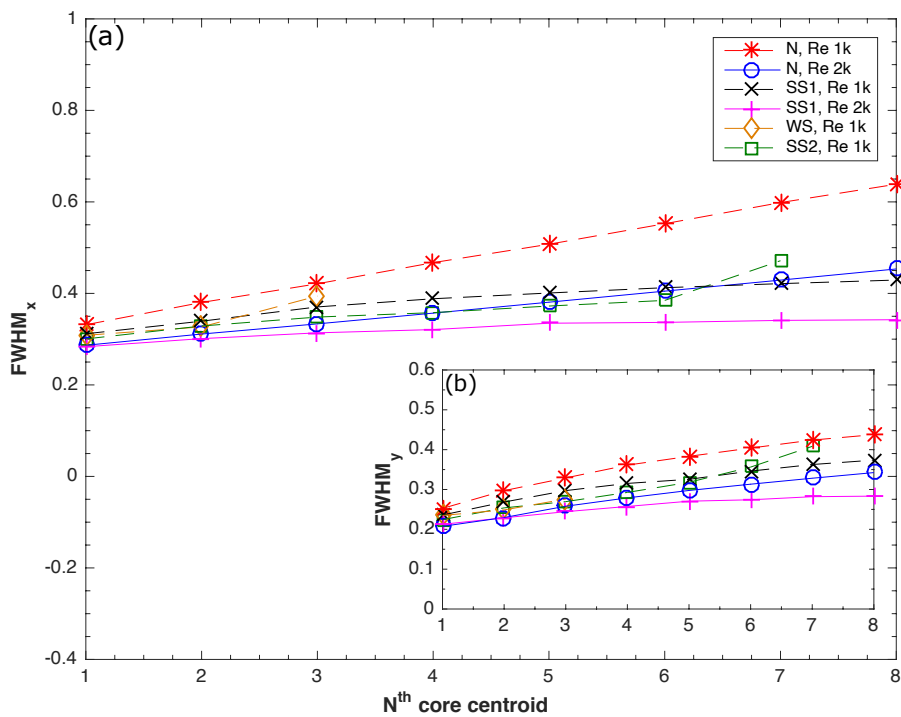 (a)
FWHM_x
1
0.8
0.6
0.4
0.2
0
-0.2
-0.4
1 2 3 4 5 6 7 8
N^th core centroid
N, Re 1k
N, Re 2k
SS1, Re 1k
SS1, Re 2k
WS, Re 1k
SS2, Re 1k
(b)
FWHM_y
0.6
0.5
0.4
0.3
0.2
0.1
0
1 2 3 4 5 6 7 8